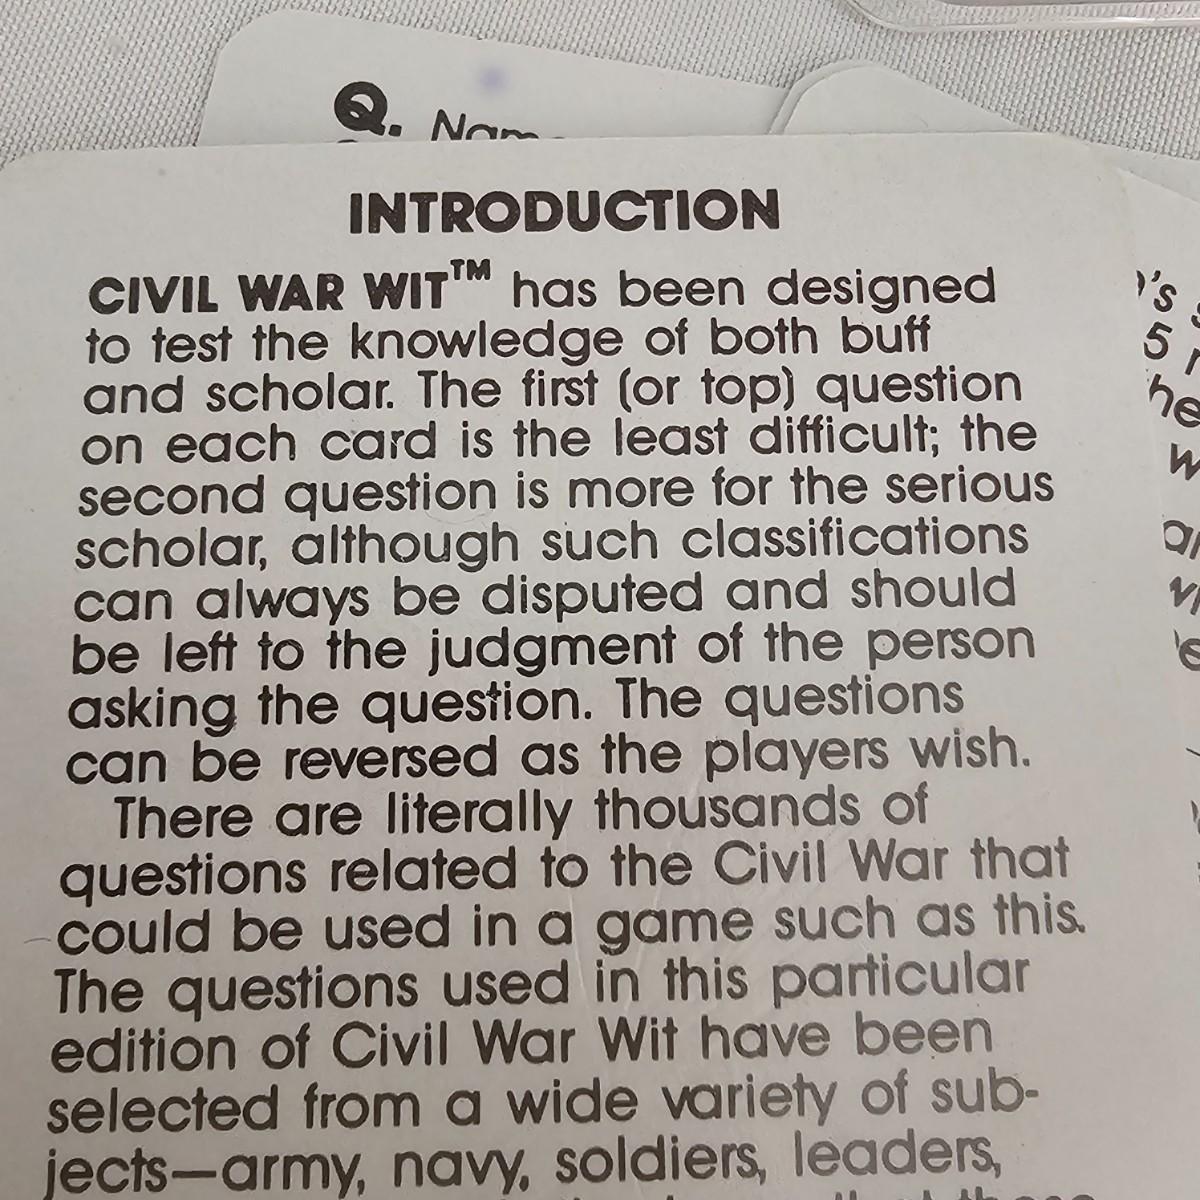 Q.
INTRODUCTION
CIVIL WAR WIT™ has been designed
to test the knowledge of both buff
and scholar. The first (or top) question
on each card is the least difficult; the
second question is more for the serious
scholar, although such classifications
can always be disputed and should
be left to the judgment of the person
asking the question. The questions
can be reversed as the players wish.
There are literally thousands of
questions related to the Civil War that
could be used in a game such as this.
The questions used in this particular
edition of Civil War Wit have been
selected from a wide variety of sub-
jects—army, navy, soldiers, leaders,
's
5